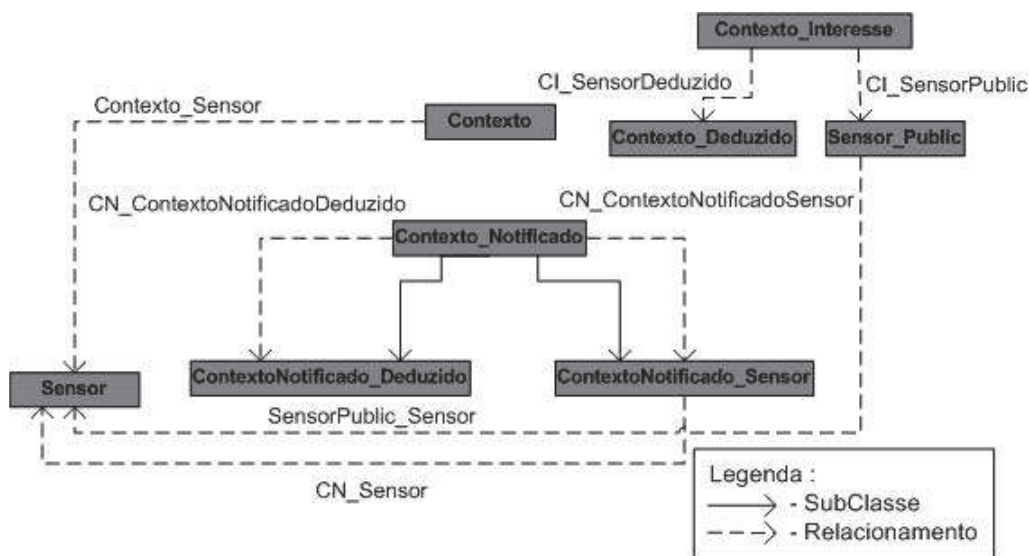 Contexto_Interesse
CI_SensorDeduzido
CI_SensorPublic
Contexto_Sensor
Contexto
Contexto_Deduzido
Sensor_Public
CN_ContextoNotificadoDeduzido
CN_ContextoNotificadoSensor
Contexto_Notificado
Sensor
ContextoNotificado_Deduzido
ContextoNotificado_Sensor
SensorPublic_Sensor
CN_Sensor
Legenda :
- SubClasse
- Relacionamento